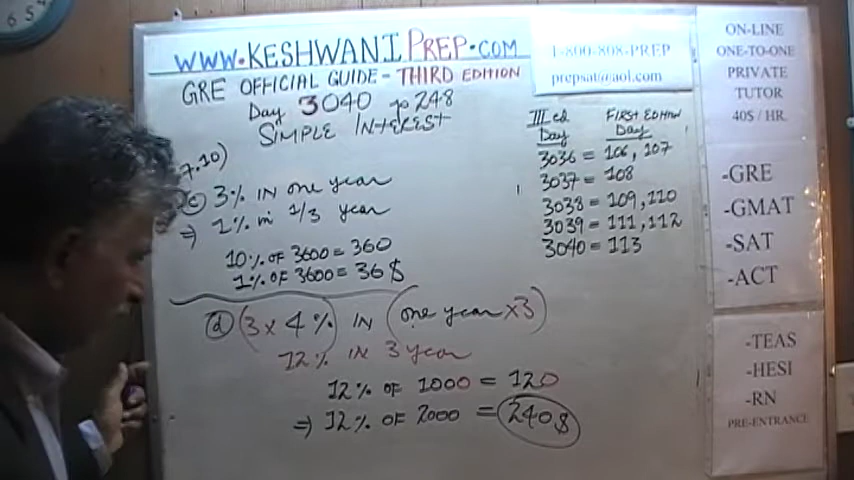 6 5
www.KESHWANIPREP.COM
GRE OFFICIAL GUIDE - THIRD EDITION
Day 3040 p 248
SIMPLE INTEREST
7.10)
c 3% IN one year
⇒ 1% in 1/3 year
10% OF 3600 = 360
1% OF 3600 = 36 $
d (3 x 4%) IN (one year x3)
12% IN 3 year
12% OF 1000 = 120
⇒ 12% OF 2000 = 240$
1-800-808-PREP
prepsat@aol.com
III ed FIRST EDITION
Day Day
3036 = 106, 107
3037 = 108
3038 = 109, 110
3039 = 111, 112
3040 = 113
ON-LINE
ONE-TO-ONE
PRIVATE
TUTOR
40$ / HR
-GRE
-GMAT
-SAT
-ACT
-TEAS
-HESI
-RN
PRE-ENTRANCE